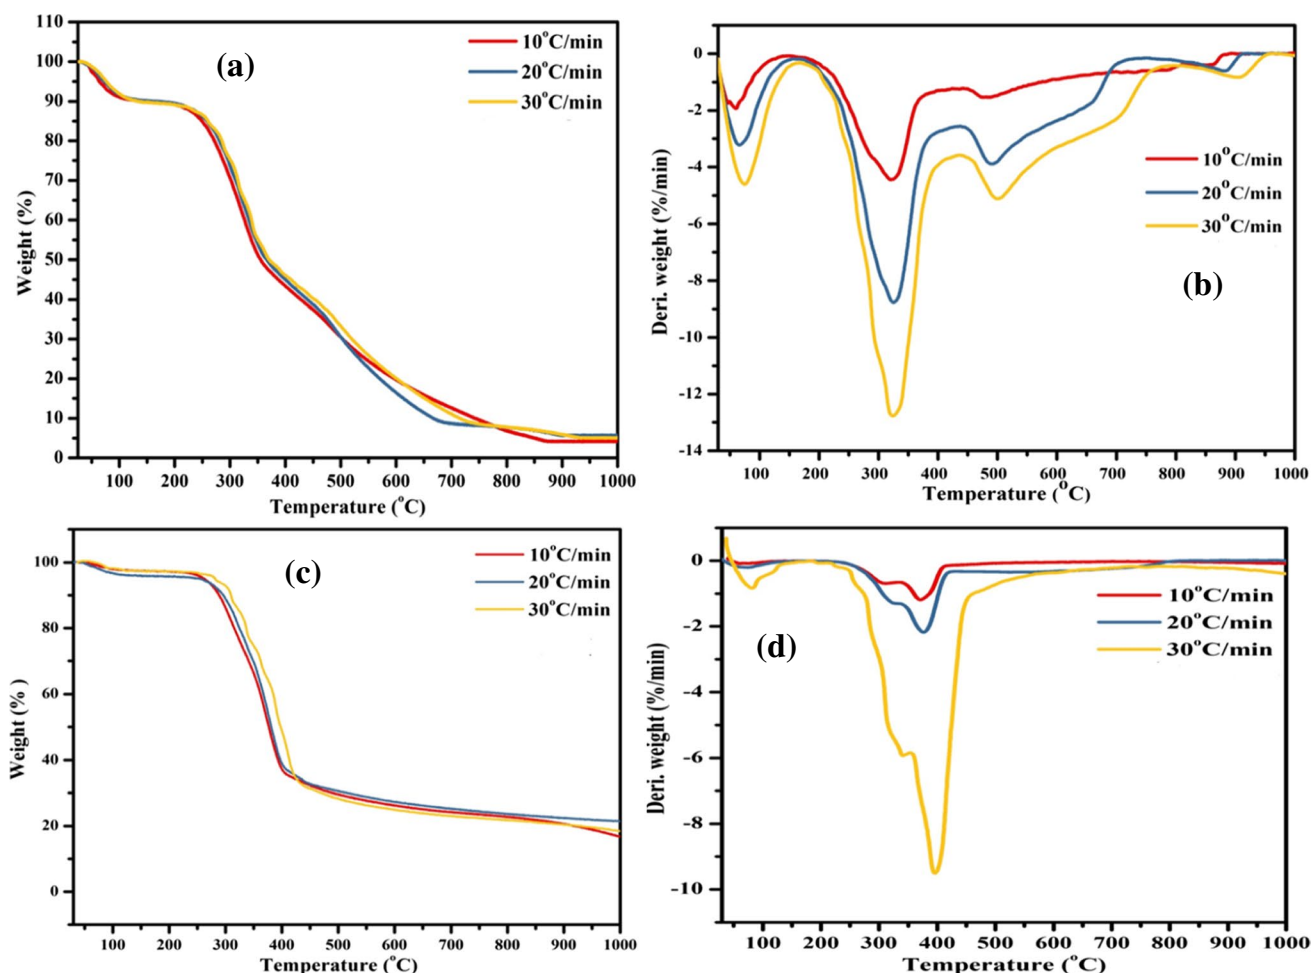 110
100
90
80
70
60
50
40
30
20
10
0
Weight (%)
(a)
10°C/min
20°C/min
30°C/min
100 200 300 400 500 600 700 800 900 1000
Temperature (°C)
0
-2
-4
-6
-8
-10
-12
-14
Deri. weight (%/min)
10°C/min
20°C/min
30°C/min
(b)
100 200 300 400 500 600 700 800 900 1000
Temperature (°C)
100
80
60
40
20
0
Weight (% )
(c)
10°C/min
20°C/min
30°C/min
100 200 300 400 500 600 700 800 900 1000
Temperature (°C)
0
-2
-4
-6
-8
-10
Deri. weight (%/min)
10°C/min
20°C/min
30°C/min
(d)
100 200 300 400 500 600 700 800 900 1000
Temperature (°C)